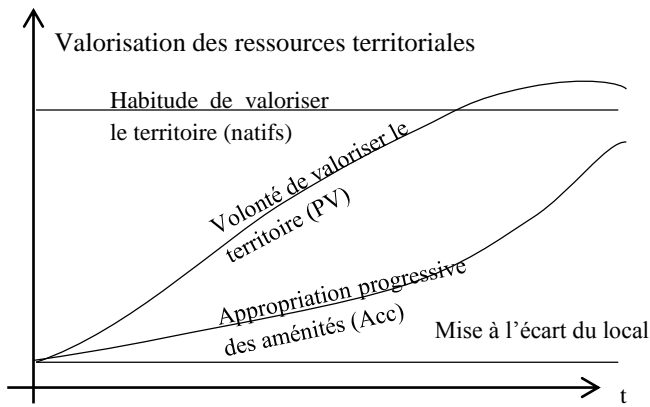 Valorisation des ressources territoriales
Habitude de valoriser
le territoire (natifs)
Volonté de valoriser le
territoire (PV)
Appropriation progressive
des aménités (Acc)
Mise à l’écart du local
t